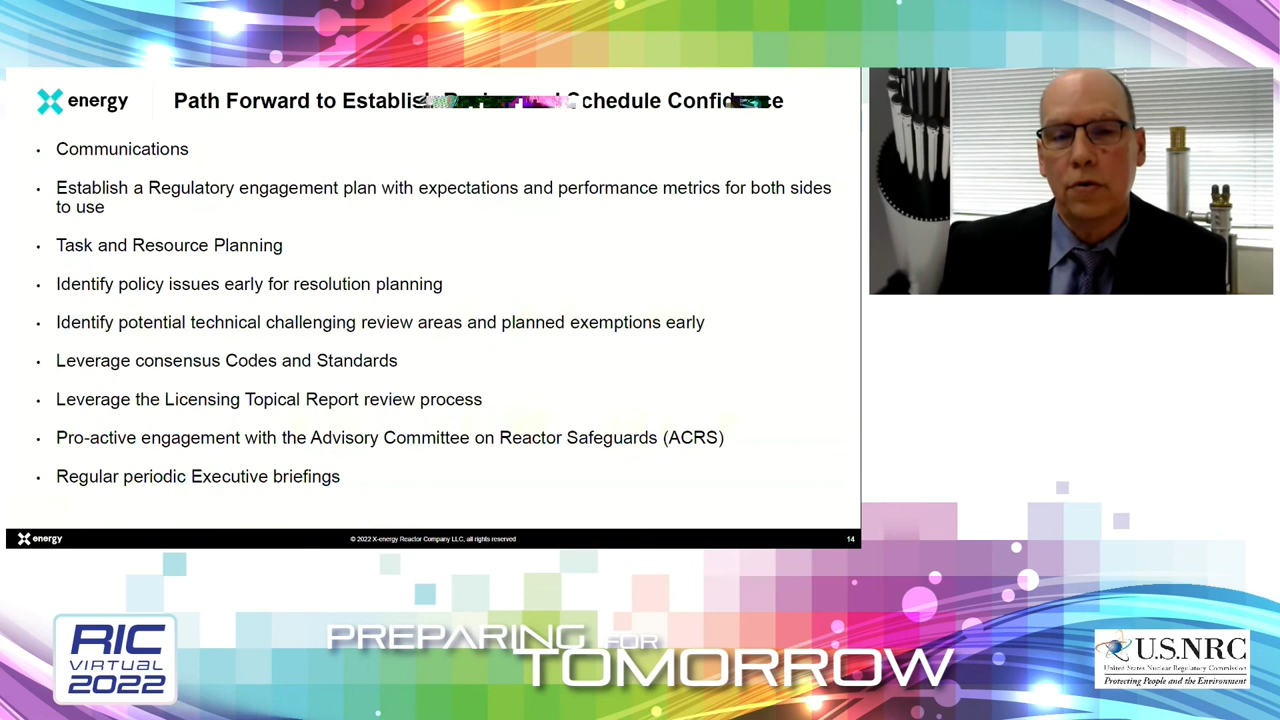 energy
Path Forward to Establish Schedule Confidence
• Communications
• Establish a Regulatory engagement plan with expectations and performance metrics for both sides
to use
• Task and Resource Planning
• Identify policy issues early for resolution planning
• Identify potential technical challenging review areas and planned exemptions early
• Leverage consensus Codes and Standards
• Leverage the Licensing Topical Report review process
• Pro-active engagement with the Advisory Committee on Reactor Safeguards (ACRS)
• Regular periodic Executive briefings
energy
© 2022 X-energy Reactor Company LLC, all rights reserved
14
RIC
VIRTUAL
2022
PREPARING FOR
TOMORROW
U.S.NRC
United States Nuclear Regulatory Commission
Protecting People and the Environment